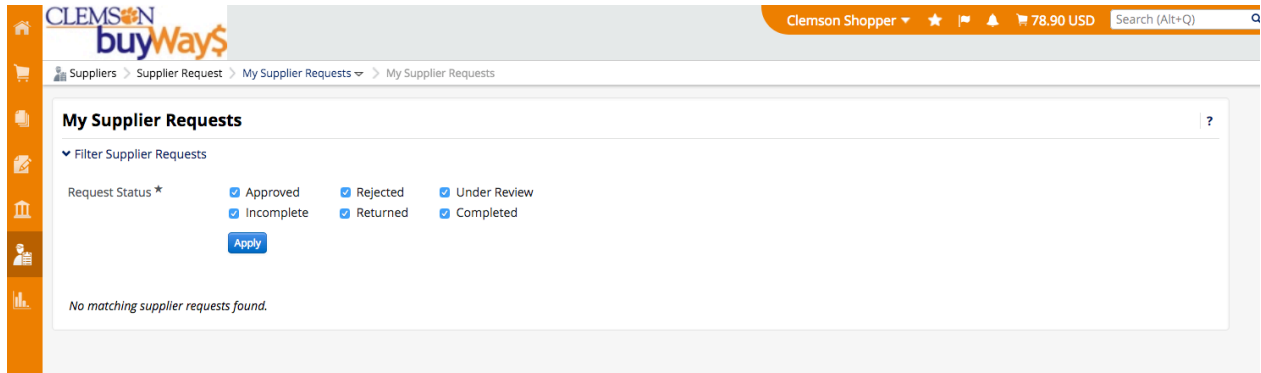 CLEMSON
buyWay$
Clemson Shopper
78.90 USD
Search (Alt+Q)
Suppliers > Supplier Request > My Supplier Requests > My Supplier Requests
My Supplier Requests
?
Filter Supplier Requests
Request Status ★ Approved Rejected Under Review
Incomplete Returned Completed
Apply
No matching supplier requests found.